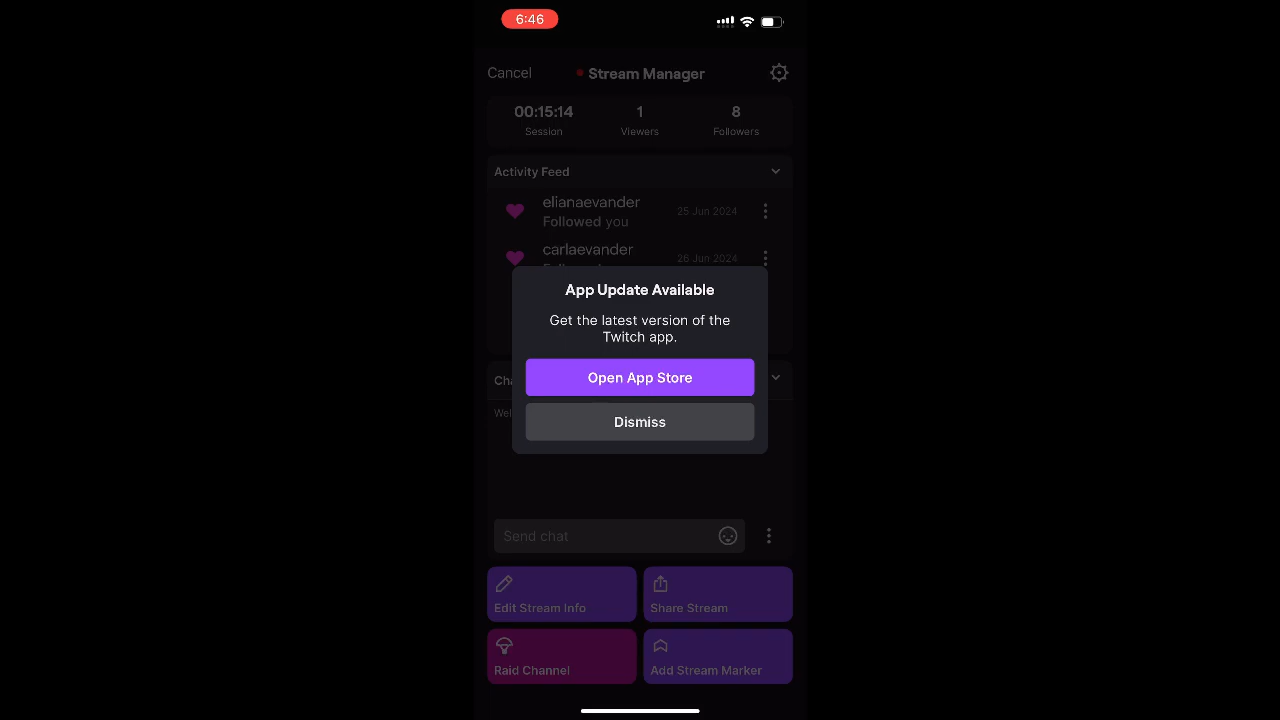 6:46
Cancel
Stream Manager
00:15:14
Session
1
Viewers
8
Followers
Activity Feed
elianaevander
Followed you
25 Jun 2024
carlaevander
26 Jun 2024
App Update Available
Get the latest version of the
Twitch app.
Open App Store
Dismiss
Send chat
Edit Stream Info
Share Stream
Raid Channel
Add Stream Marker